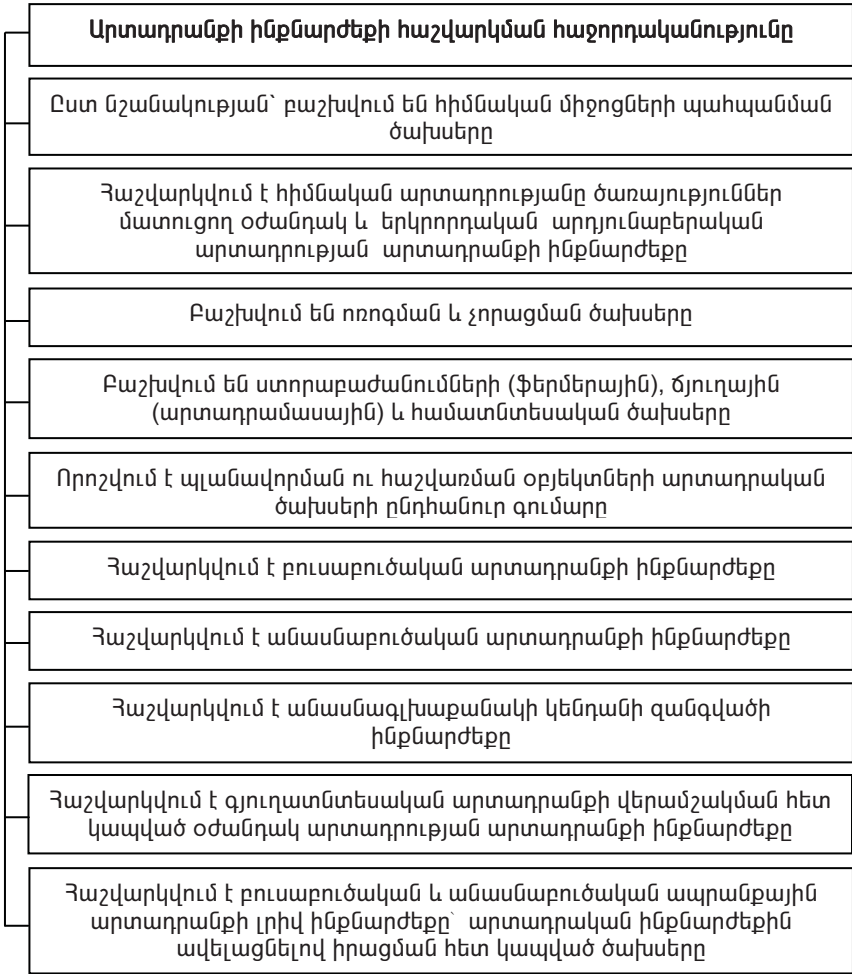 Արտադրանքի ինքնարժեքի հաշվարկման հաջորդականությունը
Ըստ նշանակության՝ բաշխվում են հիմնական միջոցների պահպանման
ծախսերը
Հաշվարկվում է հիմնական արտադրությանը ծառայություններ
մատուցող օժանդակ և երկրորդական արդյունաբերական
արտադրության արտադրանքի ինքնարժեքը
Բաշխվում են ոռոգման և չորացման ծախսերը
Բաշխվում են ստորաբաժանումների (ֆերմերային), ճյուղային
(արտադրամասային) և համատնտեսական ծախսերը
Որոշվում է պլանավորման ու հաշվառման օբյեկտների արտադրական
ծախսերի ընդհանուր գումարը
Հաշվարկվում է բուսաբուծական արտադրանքի ինքնարժեքը
Հաշվարկվում է անասնաբուծական արտադրանքի ինքնարժեքը
Հաշվարկվում է անասնագլխաքանակի կենդանի զանգվածի
ինքնարժեքը
Հաշվարկվում է գյուղատնտեսական արտադրանքի վերամշակման հետ
կապված օժանդակ արտադրության արտադրանքի ինքնարժեքը
Հաշվարկվում է բուսաբուծական և անասնաբուծական ապրանքային
արտադրանքի լրիվ ինքնարժեքը՝ արտադրական ինքնարժեքին
ավելացնելով իրացման հետ կապված ծախսերը